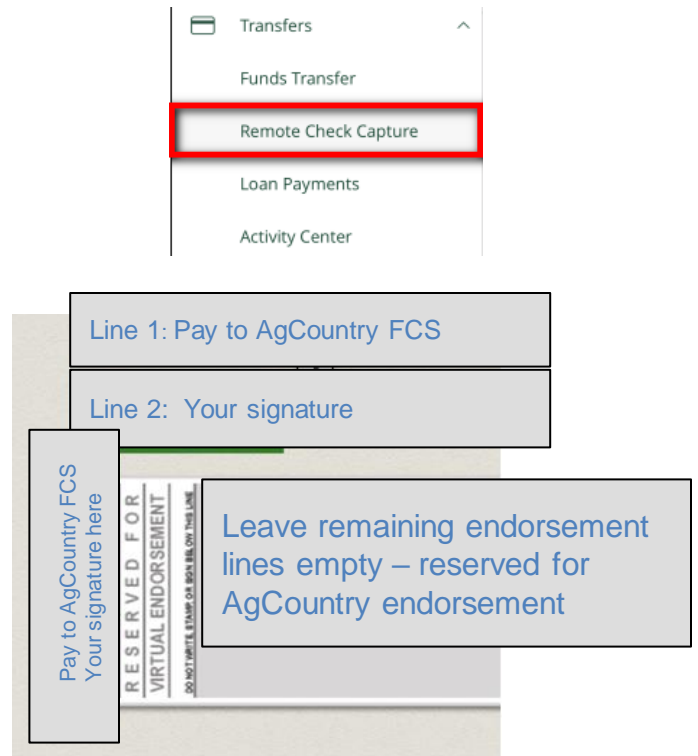 Transfers
Funds Transfer
Remote Check Capture
Loan Payments
Activity Center
Line 1: Pay to AgCountry FCS
Line 2: Your signature
Pay to AgCountry FCS
Your signature here
RESERVED FOR
VIRTUAL ENDORSEMENT
DO NOT WRITE, STAMP, OR SIGN BELOW THIS LINE
Leave remaining endorsement
lines empty – reserved for
AgCountry endorsement